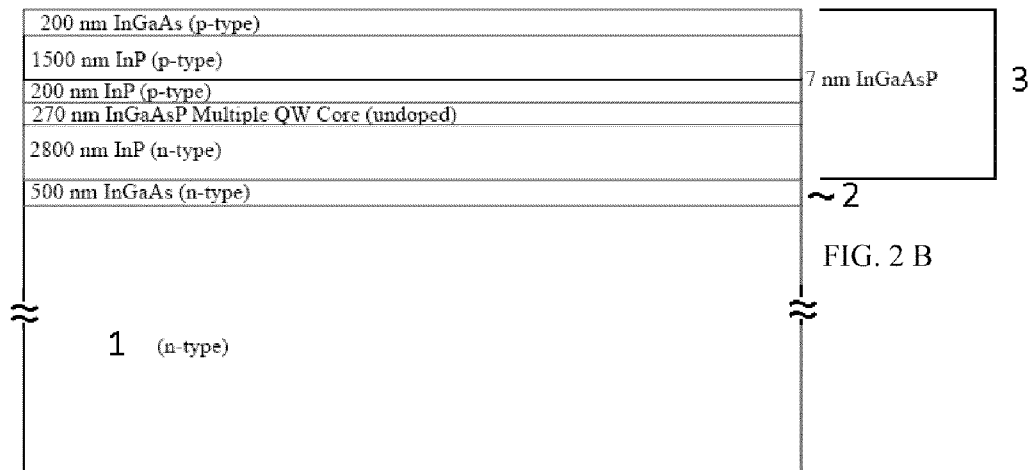 200 nm InGaAs (p-type)
1500 nm InP (p-type)
7 nm InGaAsP
3
200 nm InP (p-type)
270 nm InGaAsP Multiple QW Core (undoped)
2800 nm InP (n-type)
500 nm InGaAs (n-type)
~2
FIG. 2 B
1 (n-type)